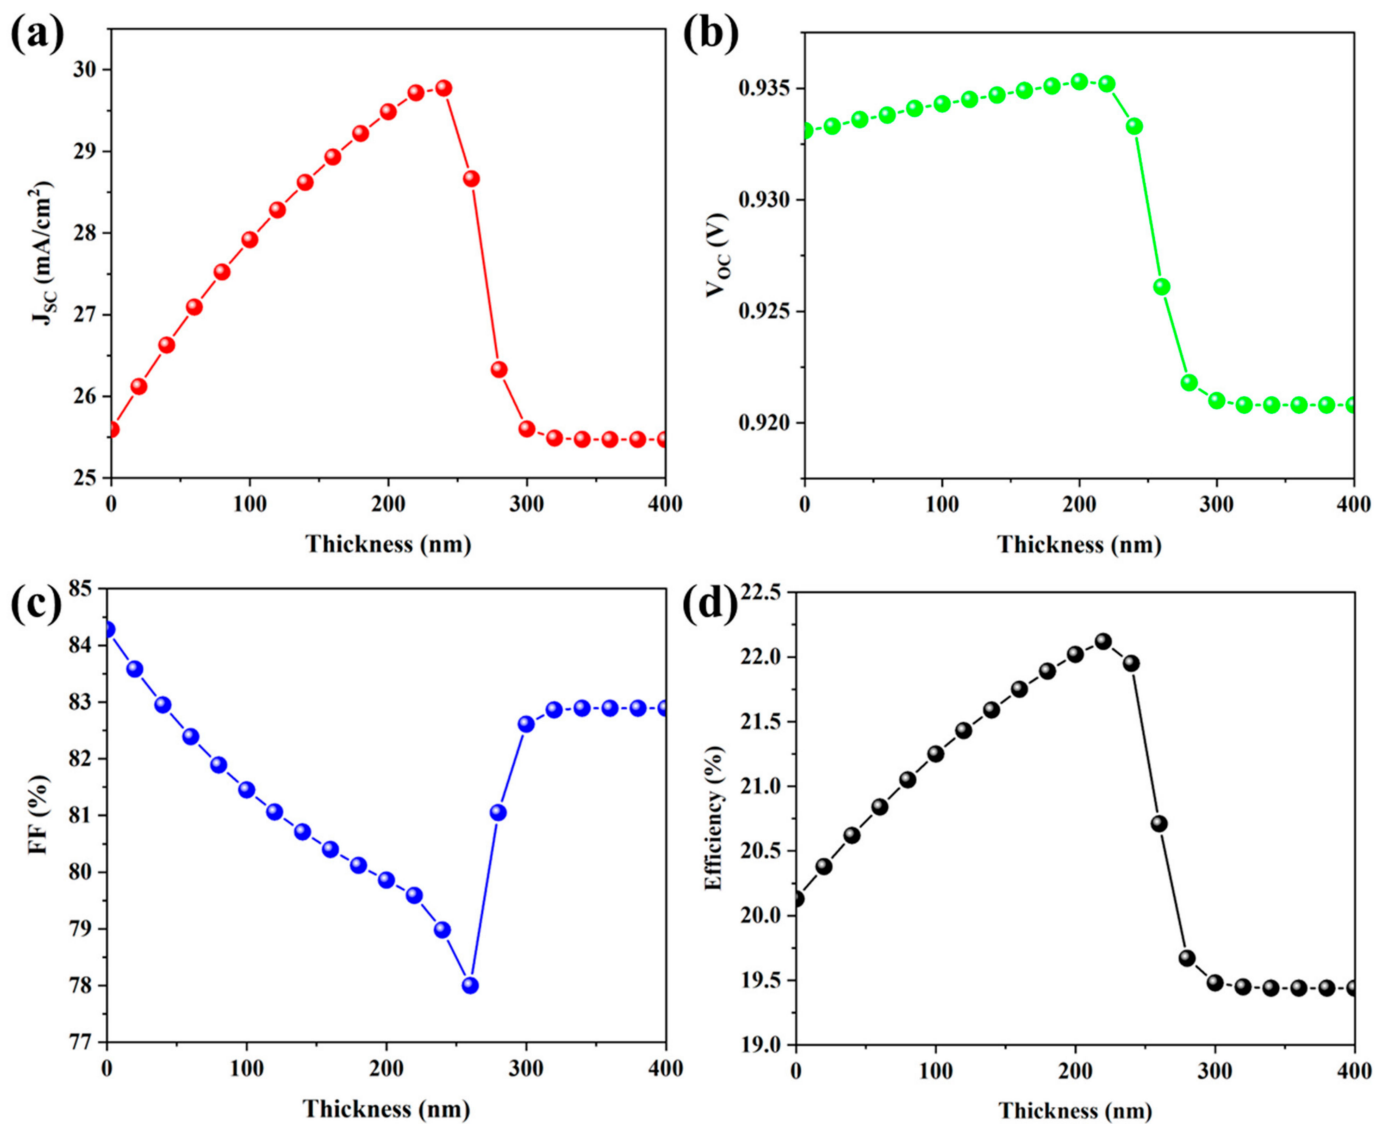 (a)
30
29
28
27
26
25
J_SC (mA/cm²)
0 100 200 300 400
Thickness (nm)
(b)
0.935
0.930
0.925
0.920
V_OC (V)
0 100 200 300 400
Thickness (nm)
(c)
85
84
83
82
81
80
79
78
77
FF (%)
0 100 200 300 400
Thickness (nm)
(d)
22.5
22.0
21.5
21.0
20.5
20.0
19.5
19.0
Efficiency (%)
0 100 200 300 400
Thickness (nm)